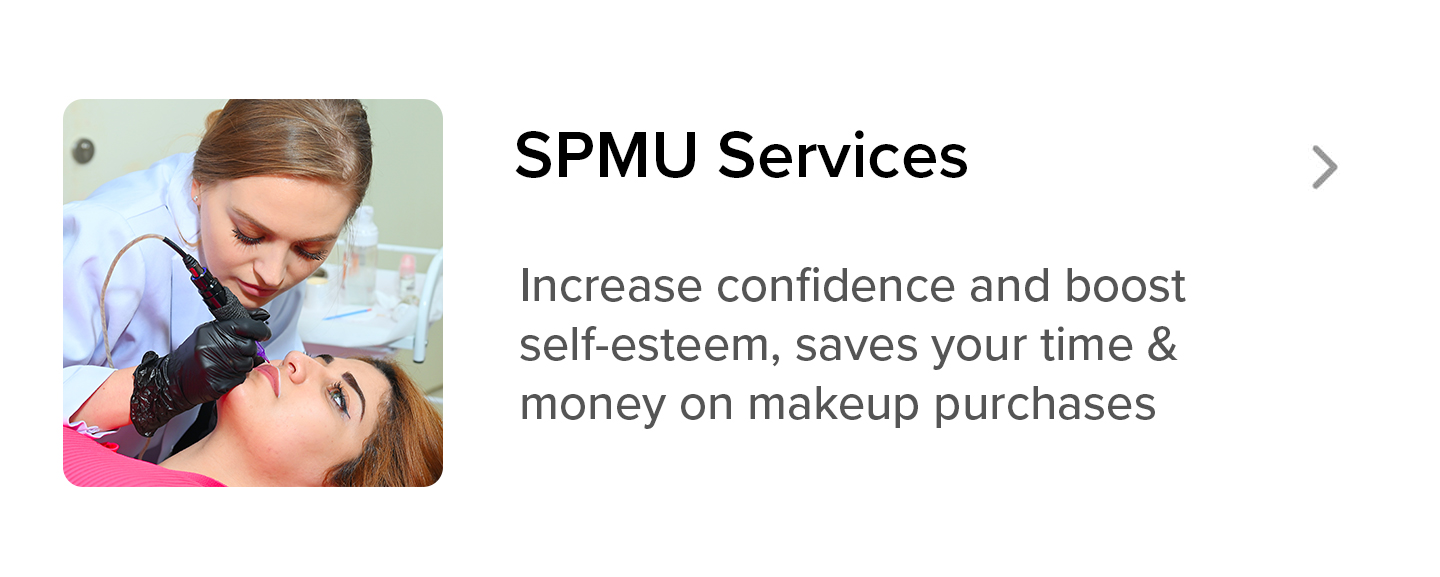 SPMU Services
Increase confidence and boost
self-esteem, saves your time &
money on makeup purchases